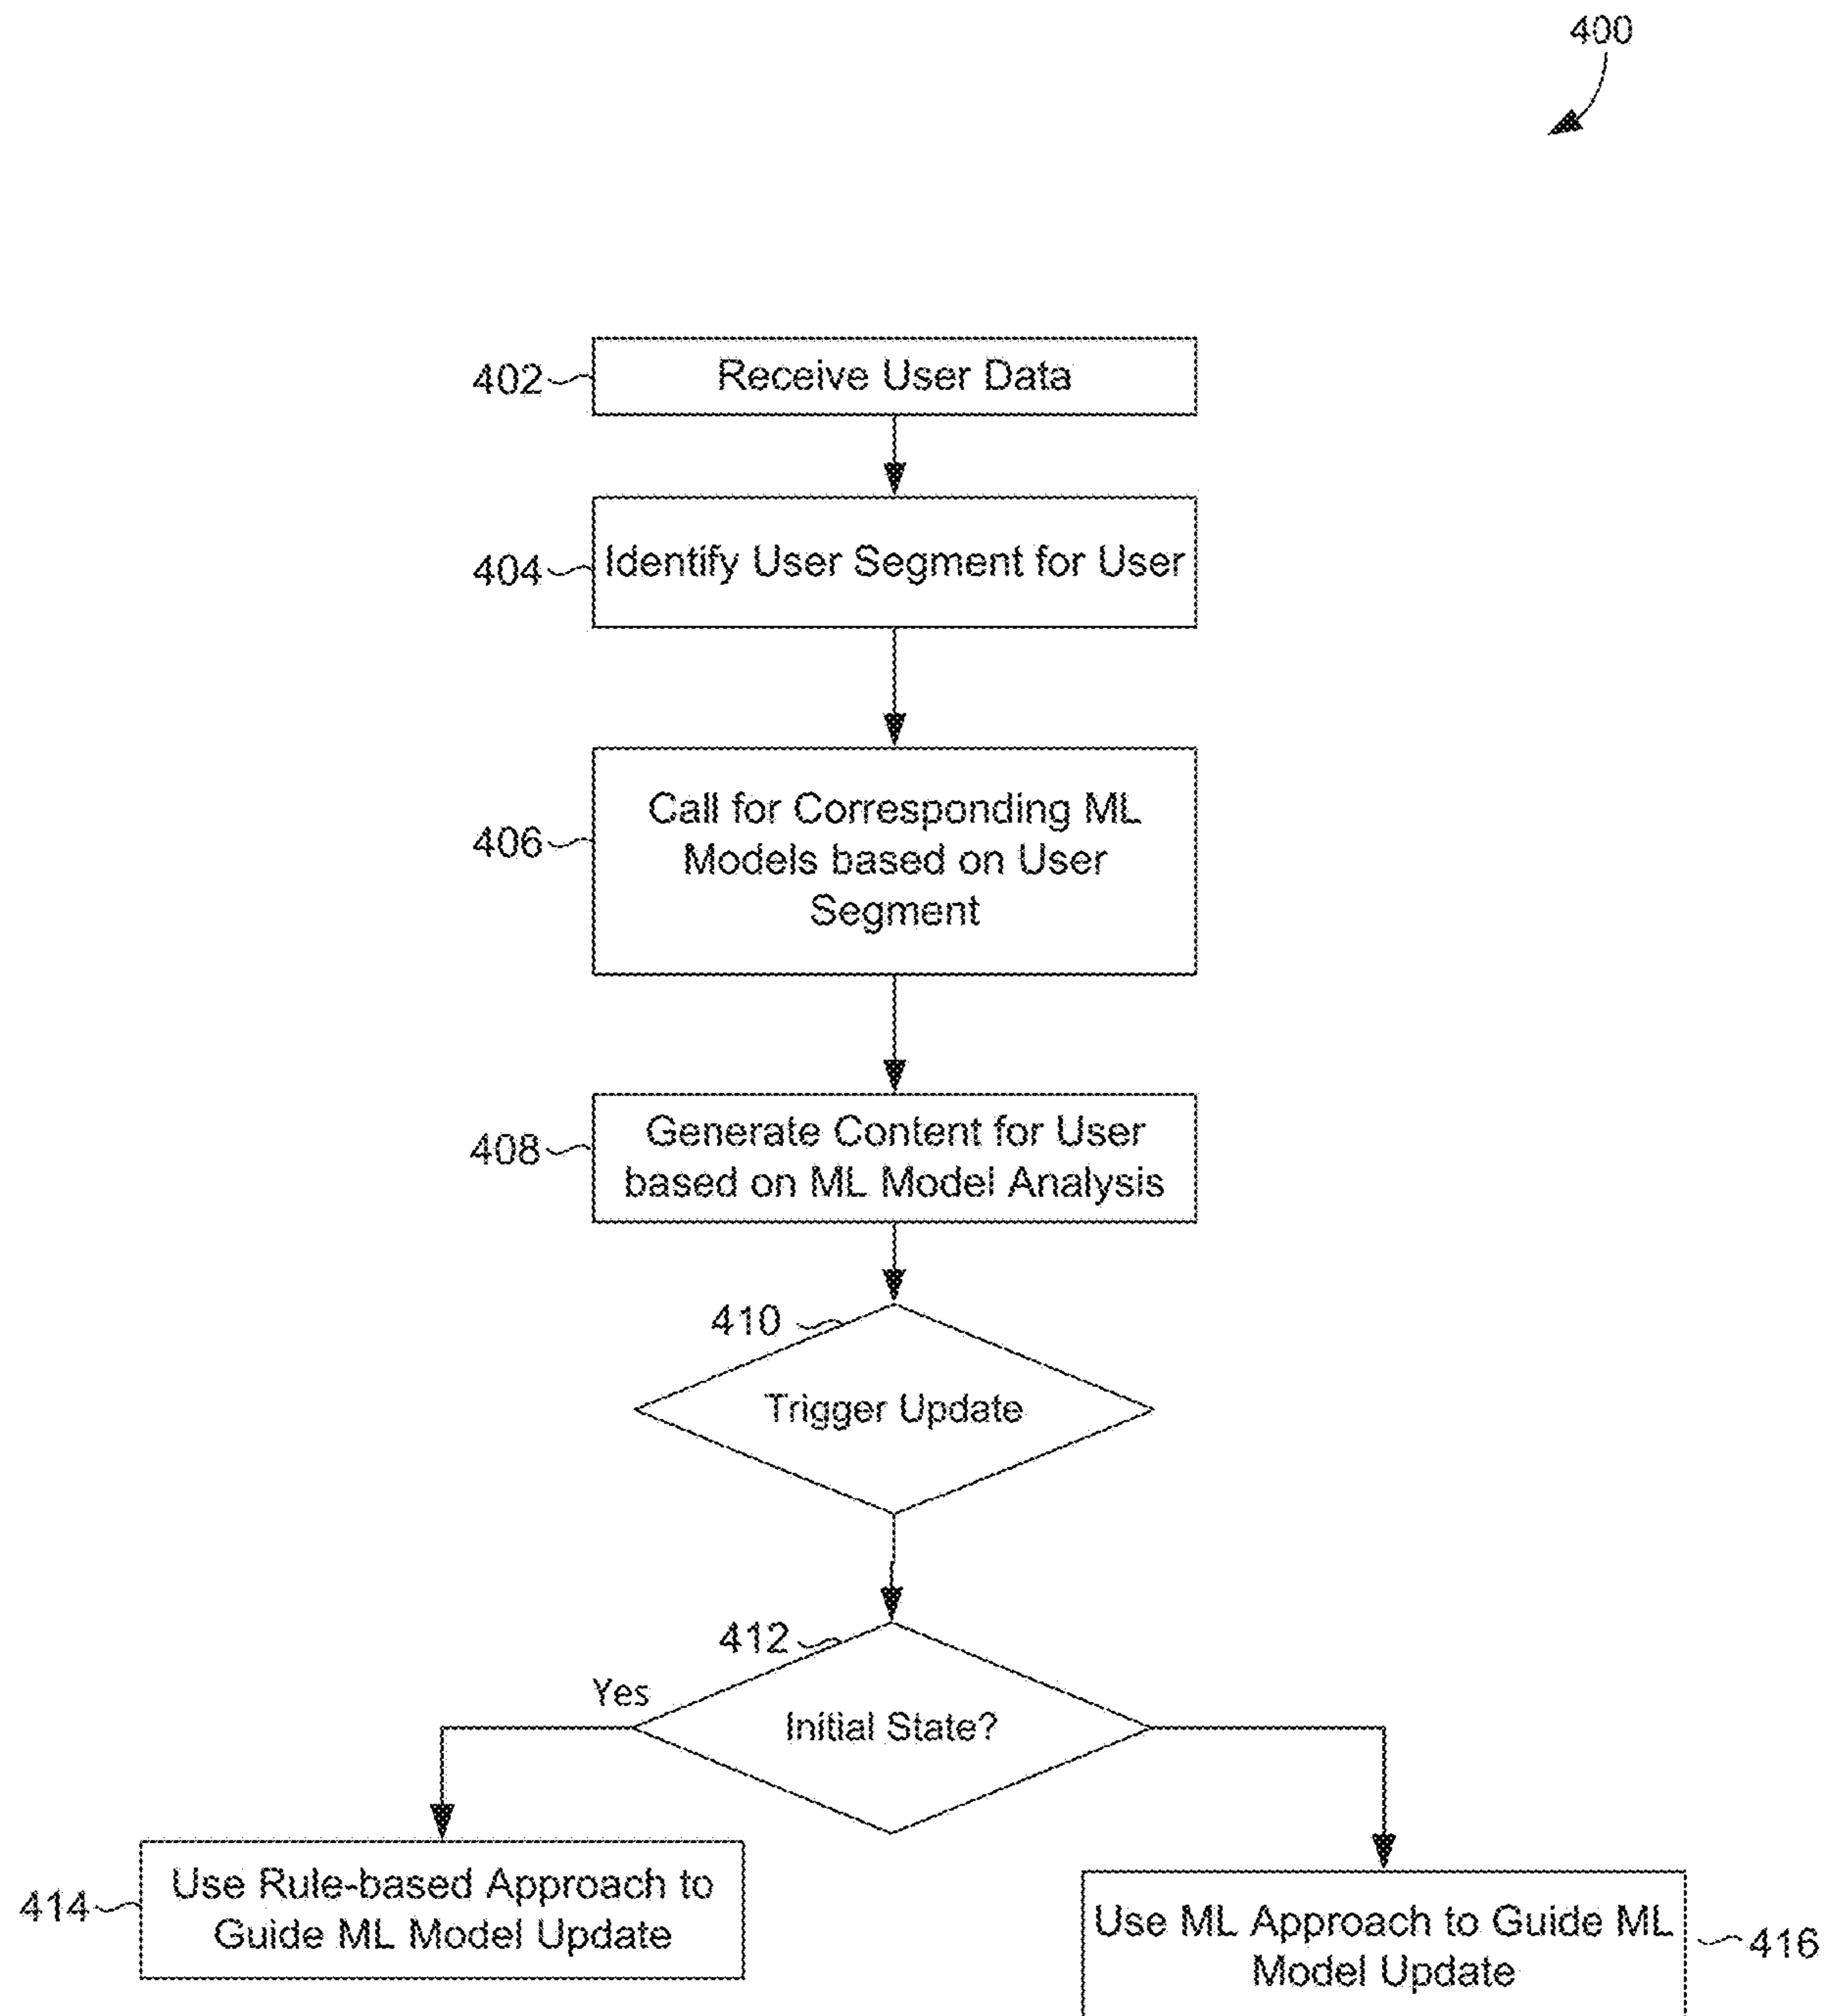 400
402
Receive User Data
404
Identify User Segment for User
406
Call for Corresponding ML
Models based on User
Segment
408
Generate Content for User
based on ML Model Analysis
410
Trigger Update
412
Yes
Initial State?
414
Use Rule-based Approach to
Guide ML Model Update
Use ML Approach to Guide ML
Model Update
416